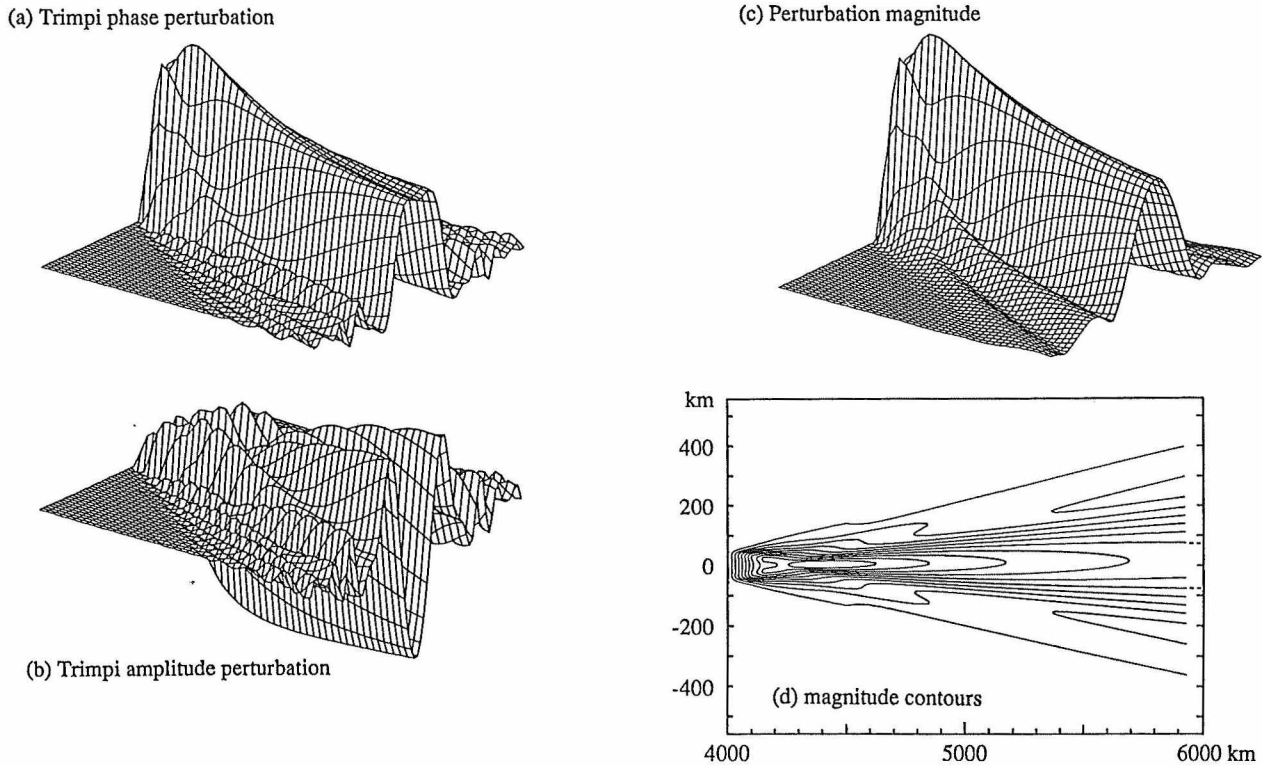 (a) Trimpi phase perturbation
(c) Perturbation magnitude
(b) Trimpi amplitude perturbation
km
400
200
0
-200
-400
(d) magnitude contours
4000
5000
6000 km